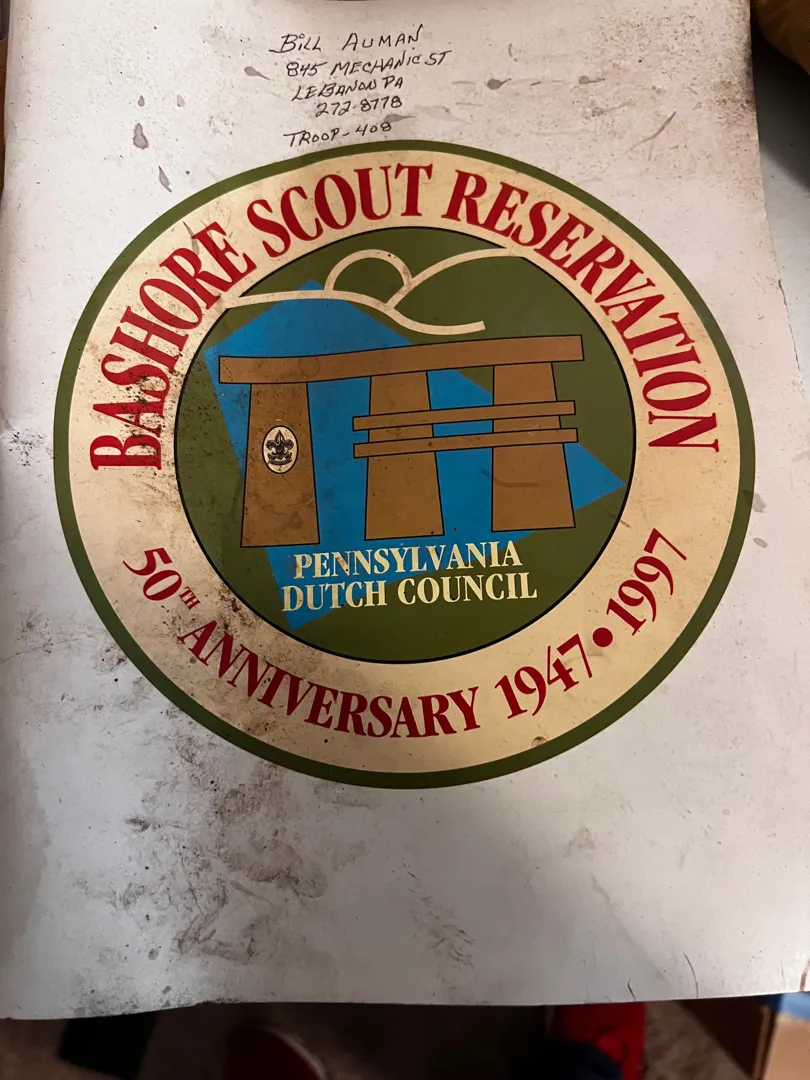 Bill Auman
845 Mechanic St
Lebanon PA
272-8778
Troop-408
BASHORE SCOUT RESERVATION
PENNSYLVANIA
DUTCH COUNCIL
50TH ANNIVERSARY 1947•1997